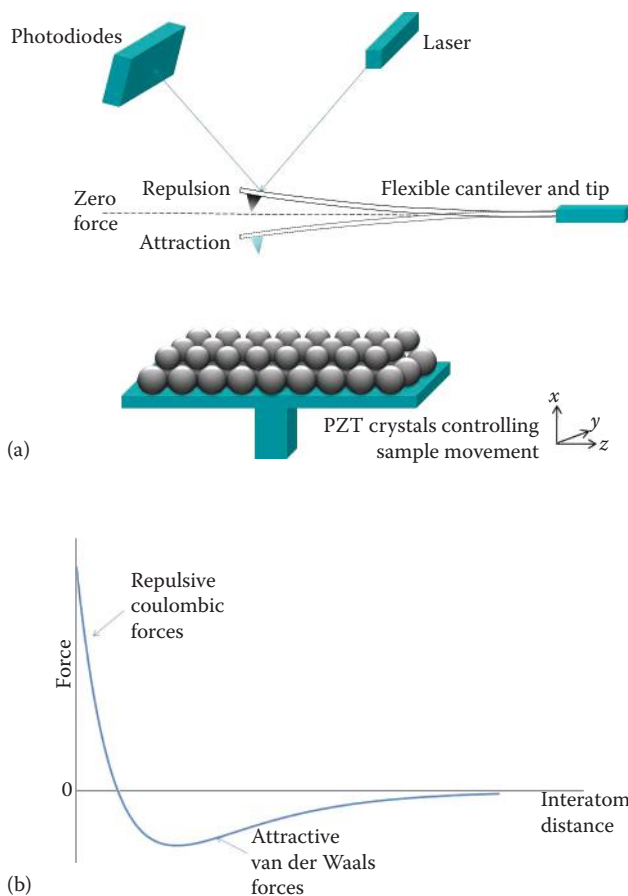 Photodiodes
Laser
Repulsion
Flexible cantilever and tip
Zero
force
Attraction
PZT crystals controlling
sample movement
x
y
z
(a)
Repulsive
coulombic
forces
Force
0
Interatom
distance
Attractive
van der Waals
forces
(b)